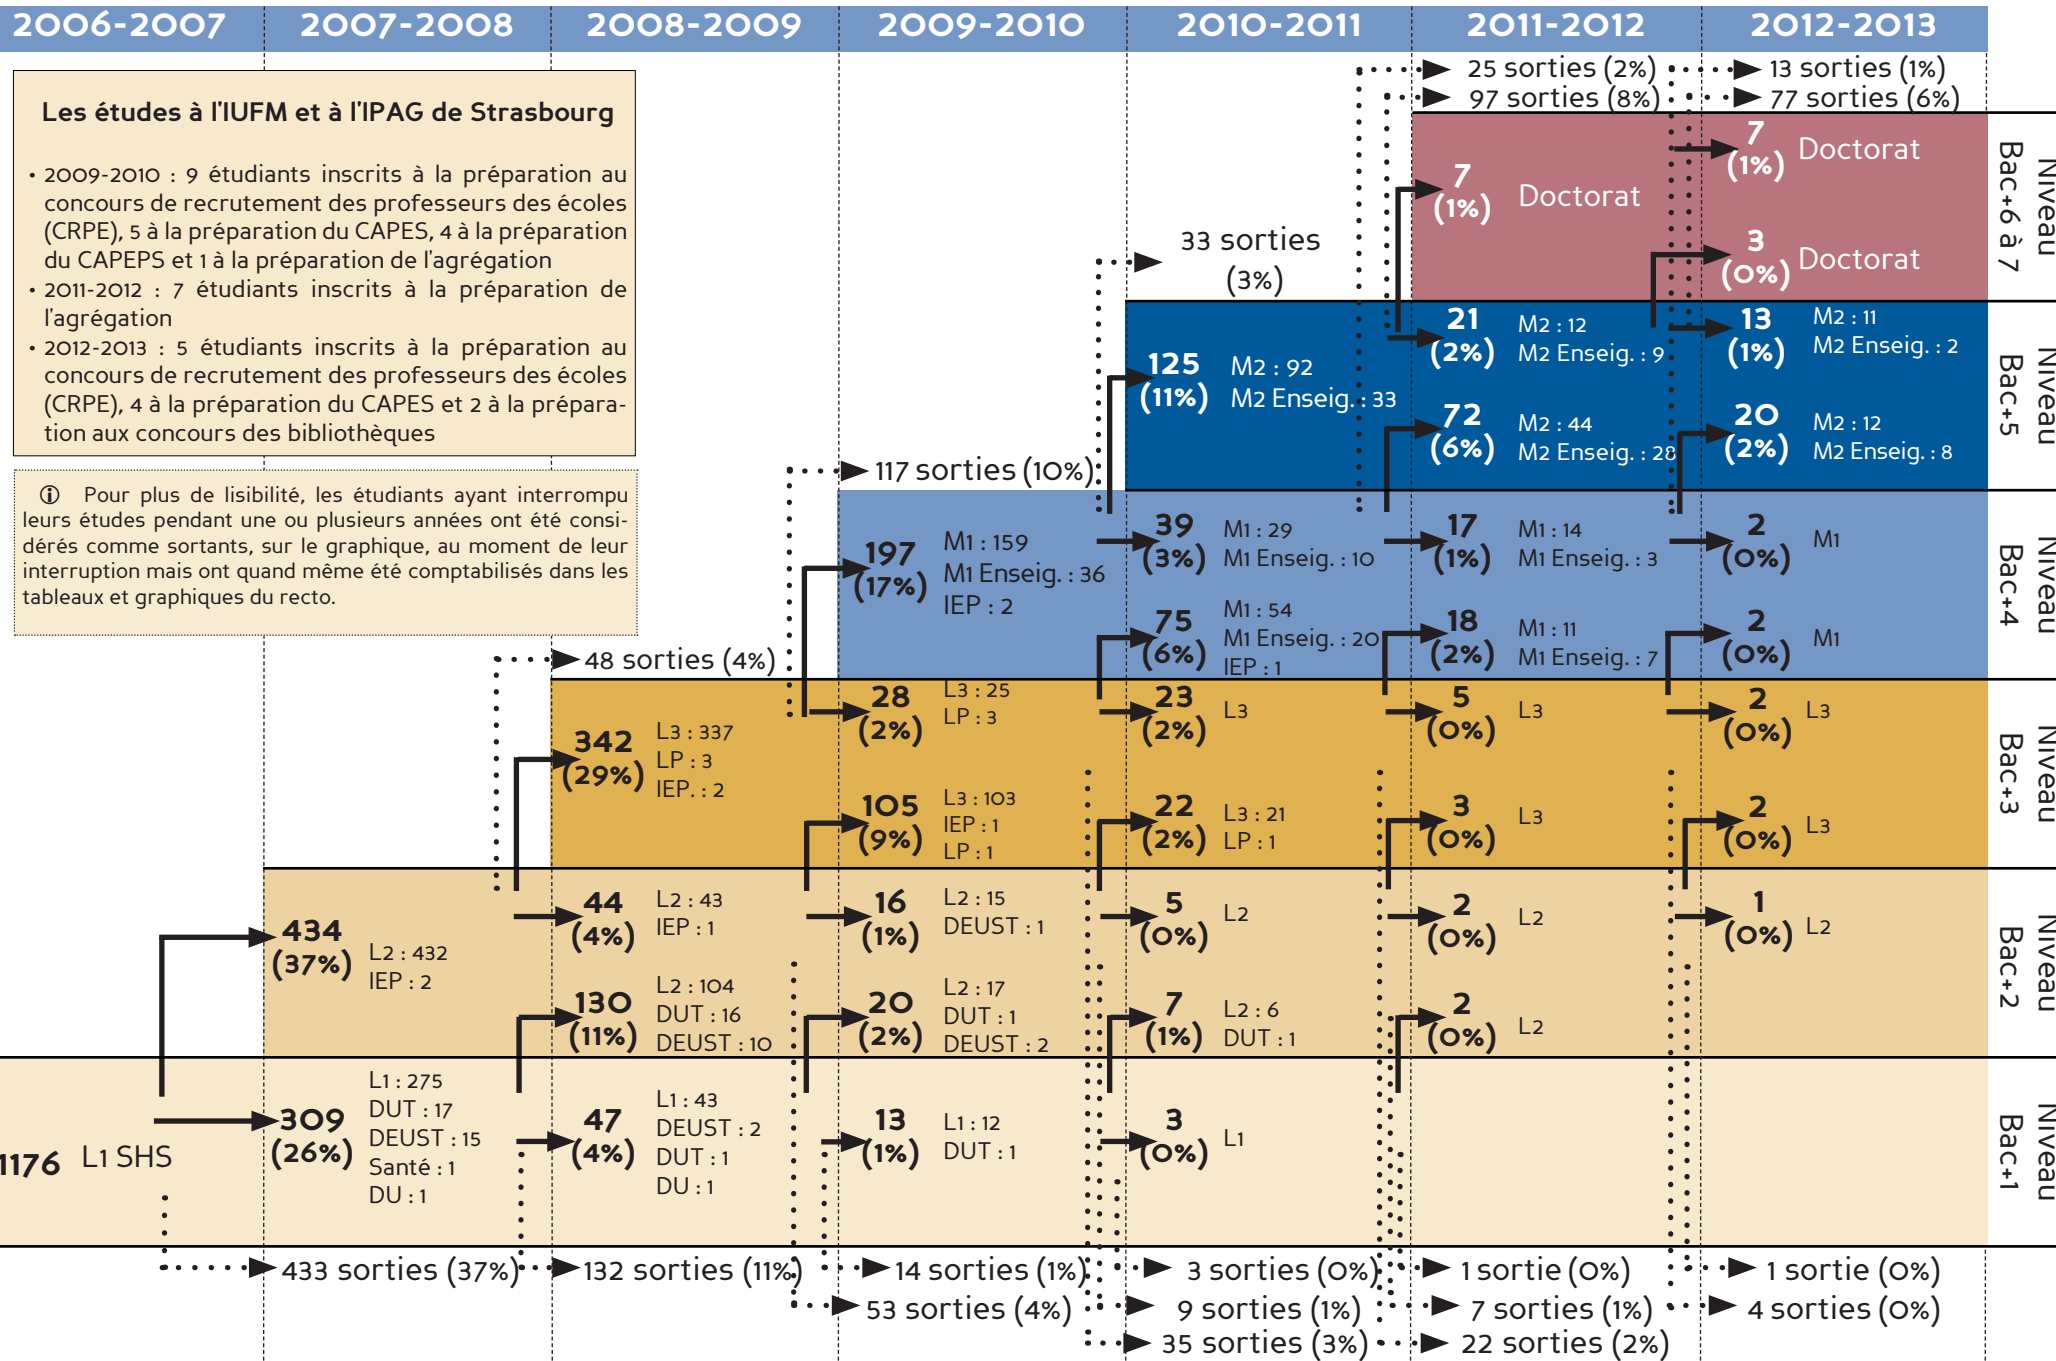 2006-2007
2007-2008
2008-2009
2009-2010
2010-2011
2011-2012
2012-2013
Les études à l'IUFM et à l'IPAG de Strasbourg
• 2009-2010 : 9 étudiants inscrits à la préparation au
concours de recrutement des professeurs des écoles
(CRPE), 5 à la préparation du CAPES, 4 à la préparation
du CAPEPS et 1 à la préparation de l'agrégation
• 2011-2012 : 7 étudiants inscrits à la préparation de
l'agrégation
• 2012-2013 : 5 étudiants inscrits à la préparation au
concours de recrutement des professeurs des écoles
(CRPE), 4 à la préparation du CAPES et 2 à la prépara-
tion aux concours des bibliothèques
ⓘ Pour plus de lisibilité, les étudiants ayant interrompu
leurs études pendant une ou plusieurs années ont été consi-
dérés comme sortants, sur le graphique, au moment de leur
interruption mais ont quand même été comptabilisés dans les
tableaux et graphiques du recto.
25 sorties (2%)
97 sorties (8%)
13 sorties (1%)
77 sorties (6%)
7
(1%)
Doctorat
7
(1%)
Doctorat
3
(0%)
Doctorat
Niveau
Bac+6 à 7
33 sorties
(3%)
125
(11%)
M2 : 92
M2 Enseig. : 33
21
(2%)
M2 : 12
M2 Enseig. : 9
13
(1%)
M2 : 11
M2 Enseig. : 2
72
(6%)
M2 : 44
M2 Enseig. : 28
20
(2%)
M2 : 12
M2 Enseig. : 8
Niveau
Bac+5
117 sorties (10%)
197
(17%)
M1 : 159
M1 Enseig. : 36
IEP : 2
39
(3%)
M1 : 29
M1 Enseig. : 10
17
(1%)
M1 : 14
M1 Enseig. : 3
2
(0%)
M1
75
(6%)
M1 : 54
M1 Enseig. : 20
IEP : 1
18
(2%)
M1 : 11
M1 Enseig. : 7
2
(0%)
M1
Niveau
Bac+4
48 sorties (4%)
342
(29%)
L3 : 337
LP : 3
IEP. : 2
28
(2%)
L3 : 25
LP : 3
23
(2%)
L3
5
(0%)
L3
2
(0%)
L3
105
(9%)
L3 : 103
IEP : 1
LP : 1
22
(2%)
L3 : 21
LP : 1
3
(0%)
L3
2
(0%)
L3
Niveau
Bac+3
434
(37%)
L2 : 432
IEP : 2
44
(4%)
L2 : 43
IEP : 1
16
(1%)
L2 : 15
DEUST : 1
5
(0%)
L2
2
(0%)
L2
1
(0%)
L2
130
(11%)
L2 : 104
DUT : 16
DEUST : 10
20
(2%)
L2 : 17
DUT : 1
DEUST : 2
7
(1%)
L2 : 6
DUT : 1
2
(0%)
L2
Niveau
Bac+2
1176
L1 SHS
309
(26%)
L1 : 275
DUT : 17
DEUST : 15
Santé : 1
DU : 1
47
(4%)
L1 : 43
DEUST : 2
DUT : 1
DU : 1
13
(1%)
L1 : 12
DUT : 1
3
(0%)
L1
Niveau
Bac+1
433 sorties (37%)
132 sorties (11%)
14 sorties (1%)
3 sorties (0%)
1 sortie (0%)
1 sortie (0%)
53 sorties (4%)
9 sorties (1%)
7 sorties (1%)
4 sorties (0%)
35 sorties (3%)
22 sorties (2%)